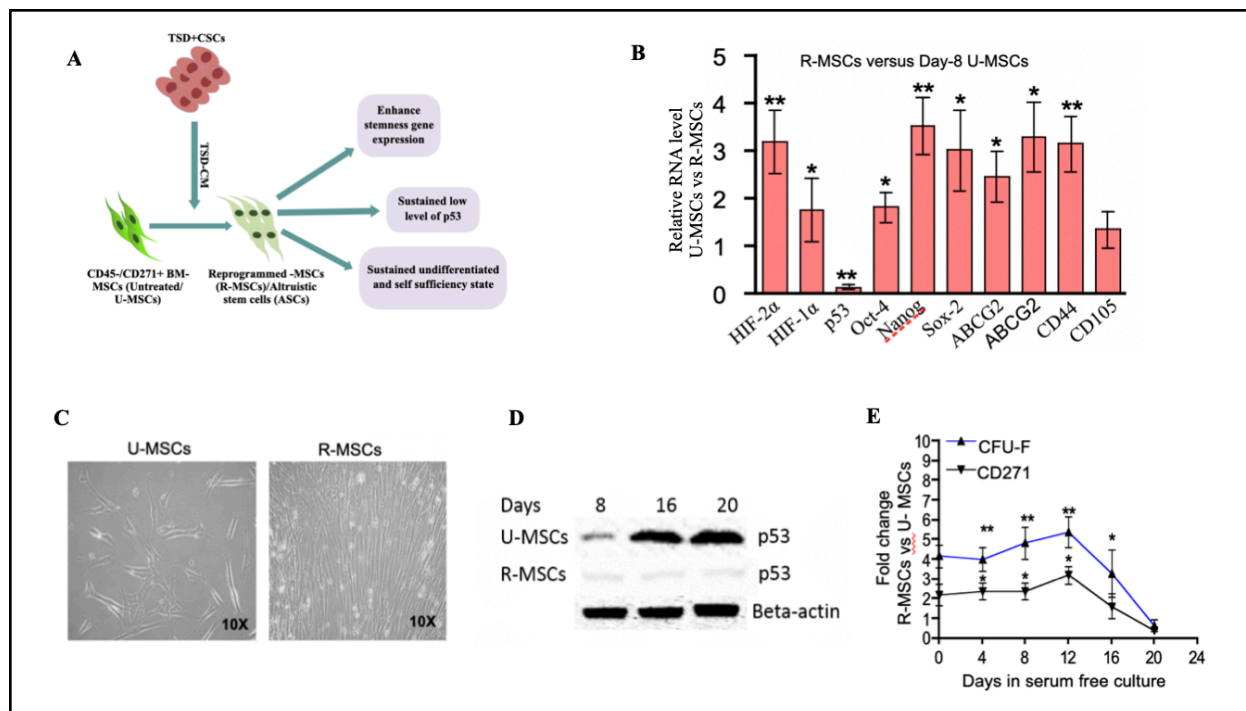 A
TSD+CSCs
TSD-CM
CD45-/CD271+ BM-
MSCs (Untreated/
U-MSCs)
Reprogrammed -MSCs
(R-MSCs)/Altruistic
stem cells (ASCs)
Enhance
stemness gene
expression
Sustained low
level of p53
Sustained undifferentiated
and self sufficiency state
B
R-MSCs versus Day-8 U-MSCs
Relative RNA level
U-MSCs vs R-MSCs
5
4
3
2
1
0
**
*
**
*
**
*
*
*
**
HIF-2α
HIF-1α
p53
Oct-4
Nanog
Sox-2
ABCG2
ABCG2
CD44
CD105
C
U-MSCs
R-MSCs
10X
10X
D
Days 8 16 20
U-MSCs p53
R-MSCs p53
Beta-actin
E
CFU-F
CD271
Fold change
R-MSCs vs U- MSCs
10
9
8
7
6
5
4
3
2
1
0
**
**
**
*
*
*
*
*
0 4 8 12 16 20 24
Days in serum free culture